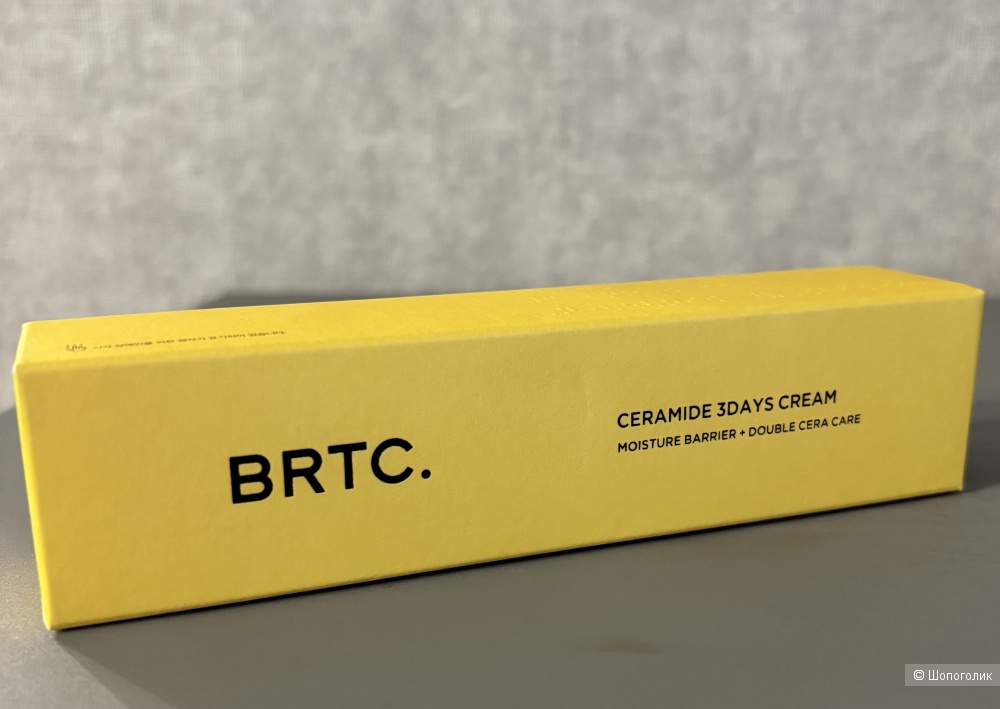 BRTC.
CERAMIDE 3DAYS CREAM
MOISTURE BARRIER + DOUBLE CERA CARE
© Шопоголик